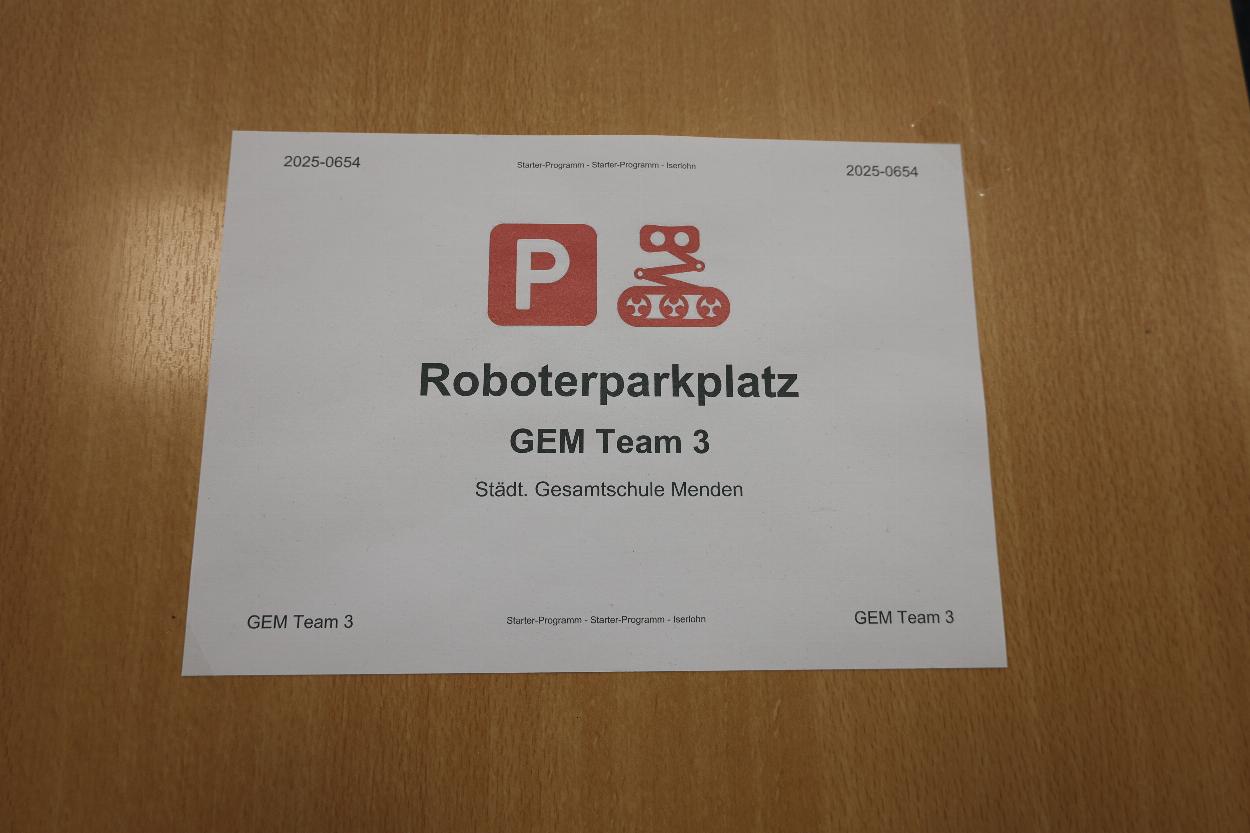 2025-0654
Starter-Programm - Starter-Programm - Iserlohn
2025-0654
P
Roboterparkplatz
GEM Team 3
Städt. Gesamtschule Menden
GEM Team 3
Starter-Programm - Starter-Programm - Iserlohn
GEM Team 3